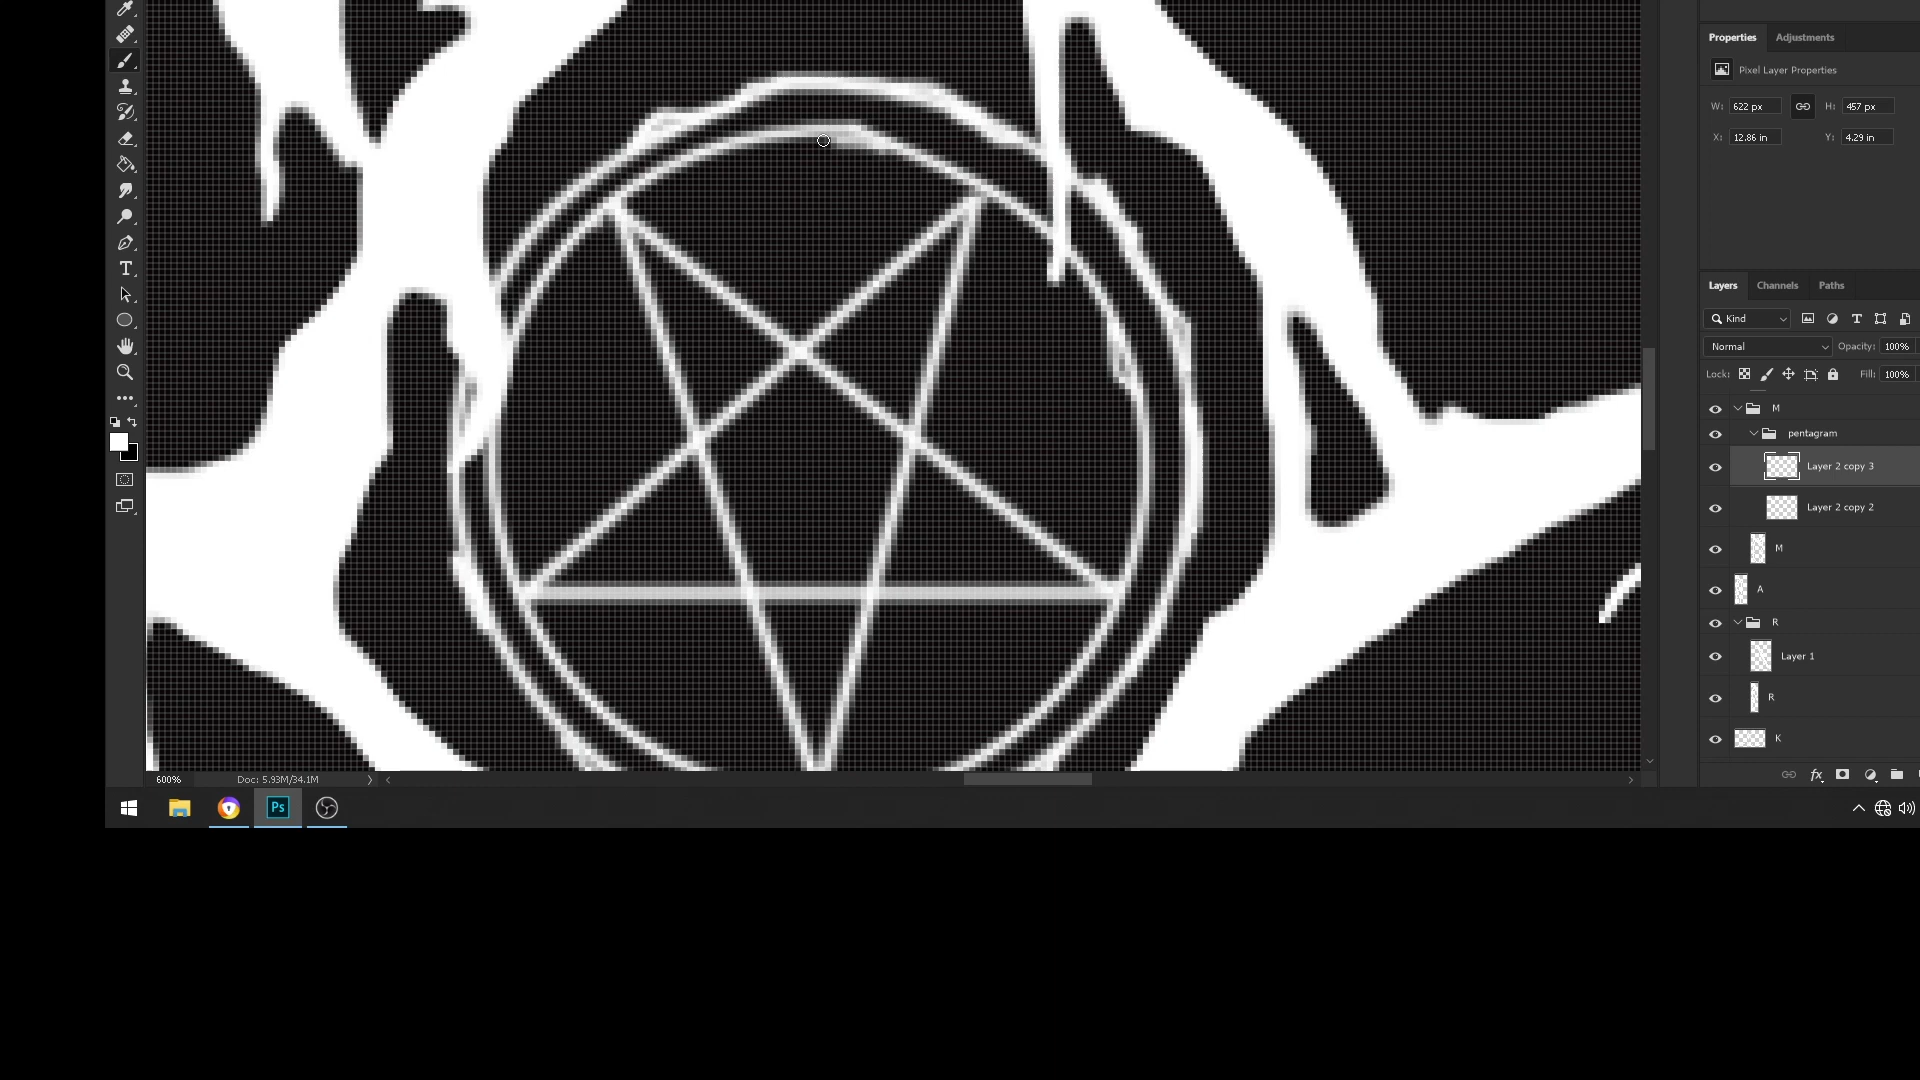 Properties
Adjustments
Pixel Layer Properties
W: 622 px
H: 457 px
X: 12.86 in
Y: 4.29 in
T
Layers
Channels
Paths
Kind
T
Normal
Opacity: 100%
Lock:
Fill: 100%
M
pentagram
Layer 2 copy 3
Layer 2 copy 2
M
A
R
Layer 1
R
K
fx
600%
Doc: 5.93M/34.1M
Ps